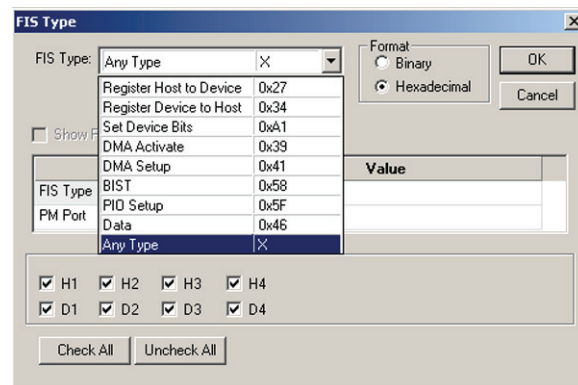 FIS Type
FIS Type: Any Type X
Format
Binary
Hexadecimal
OK
Cancel
Register Host to Device 0x27
Register Device to Host 0x34
Set Device Bits 0xA1
DMA Activate 0x39
DMA Setup 0x41
BIST 0x58
PIO Setup 0x5F
Data 0x46
Any Type X
Show
Value
FIS Type
PM Port
H1 H2 H3 H4
D1 D2 D3 D4
Check All Uncheck All